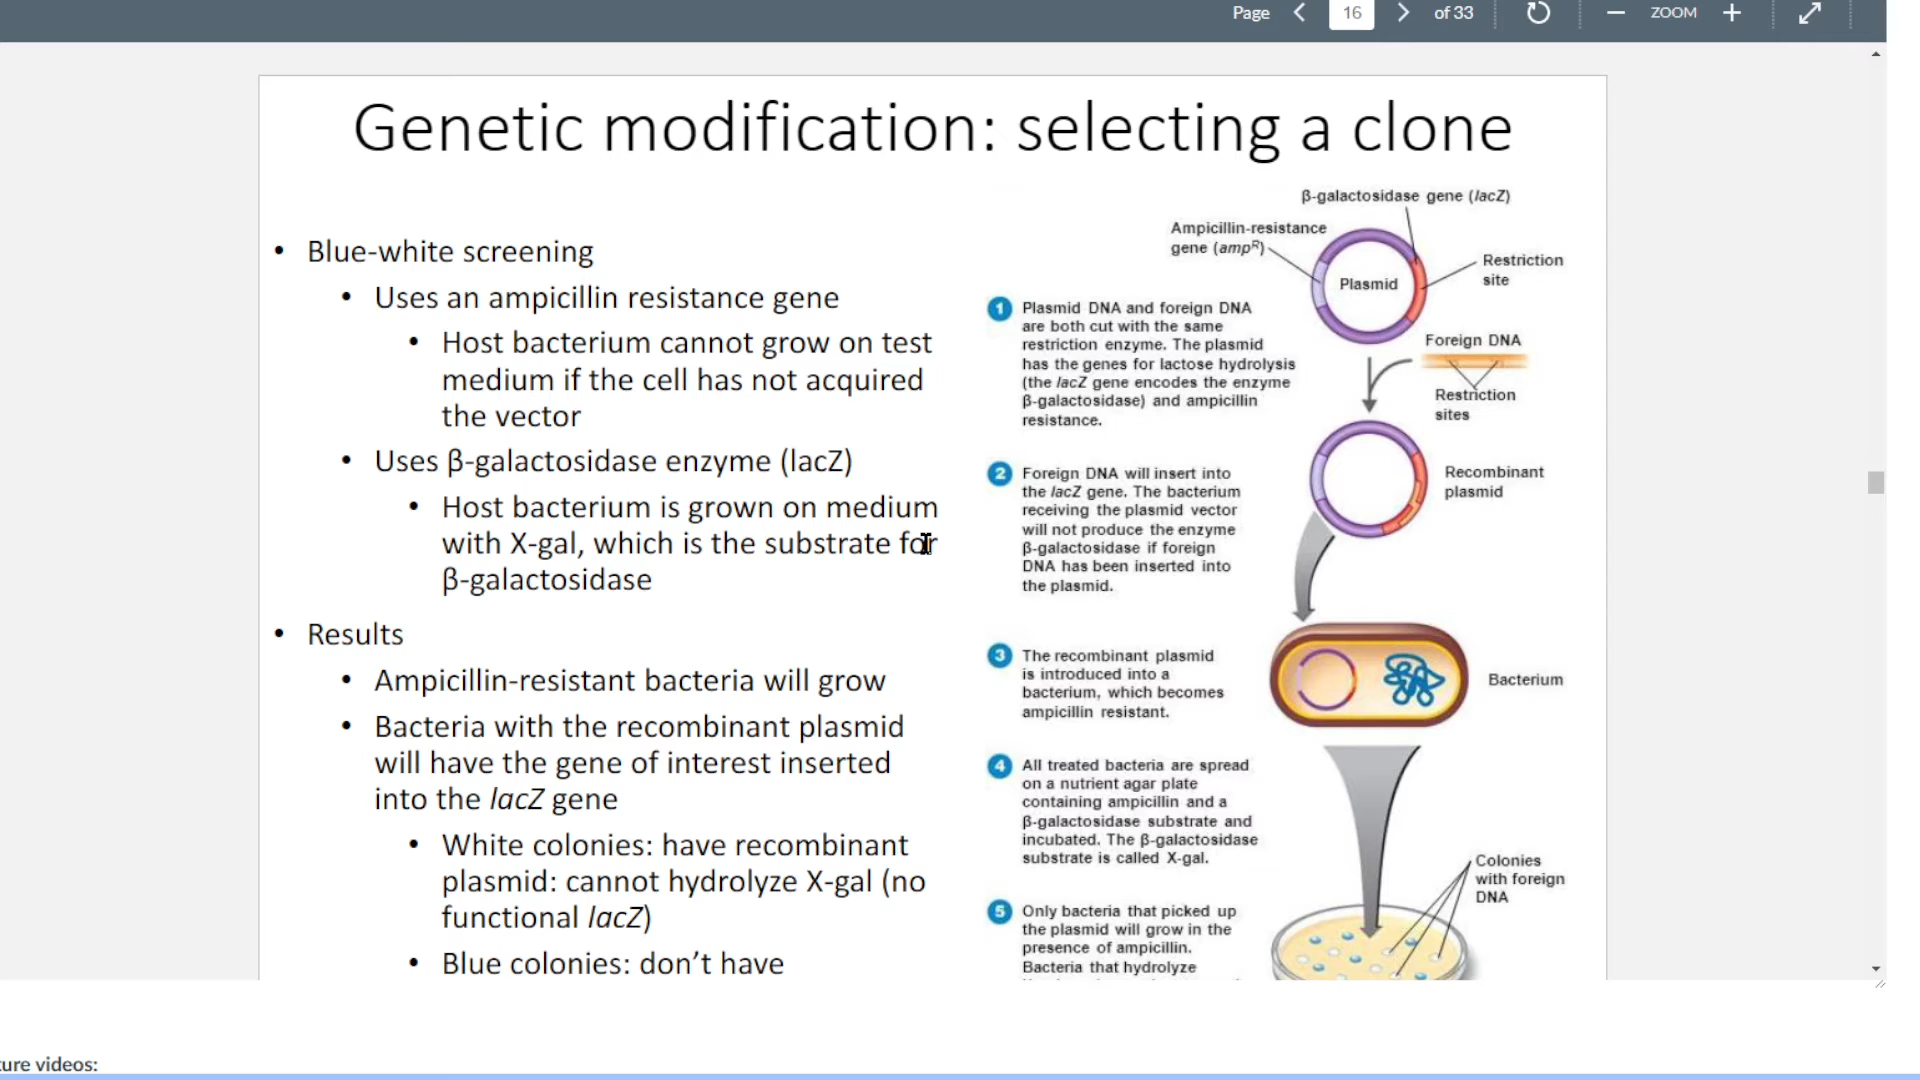 Page 16 of 33 ZOOM
Genetic modification: selecting a clone
• Blue-white screening
• Uses an ampicillin resistance gene
• Host bacterium cannot grow on test
medium if the cell has not acquired
the vector
• Uses β-galactosidase enzyme (lacZ)
• Host bacterium is grown on medium
with X-gal, which is the substrate for
β-galactosidase
• Results
• Ampicillin-resistant bacteria will grow
• Bacteria with the recombinant plasmid
will have the gene of interest inserted
into the lacZ gene
• White colonies: have recombinant
plasmid: cannot hydrolyze X-gal (no
functional lacZ)
• Blue colonies: don’t have
β-galactosidase gene (lacZ)
Ampicillin-resistance
gene (ampR)
Plasmid
Restriction
site
1 Plasmid DNA and foreign DNA
are both cut with the same
restriction enzyme. The plasmid
has the genes for lactose hydrolysis
(the lacZ gene encodes the enzyme
β-galactosidase) and ampicillin
resistance.
Foreign DNA
Restriction
sites
2 Foreign DNA will insert into
the lacZ gene. The bacterium
receiving the plasmid vector
will not produce the enzyme
β-galactosidase if foreign
DNA has been inserted into
the plasmid.
Recombinant
plasmid
3 The recombinant plasmid
is introduced into a
bacterium, which becomes
ampicillin resistant.
Bacterium
4 All treated bacteria are spread
on a nutrient agar plate
containing ampicillin and a
β-galactosidase substrate and
incubated. The β-galactosidase
substrate is called X-gal.
5 Only bacteria that picked up
the plasmid will grow in the
presence of ampicillin.
Bacteria that hydrolyze
Colonies
with foreign
DNA
ture videos: